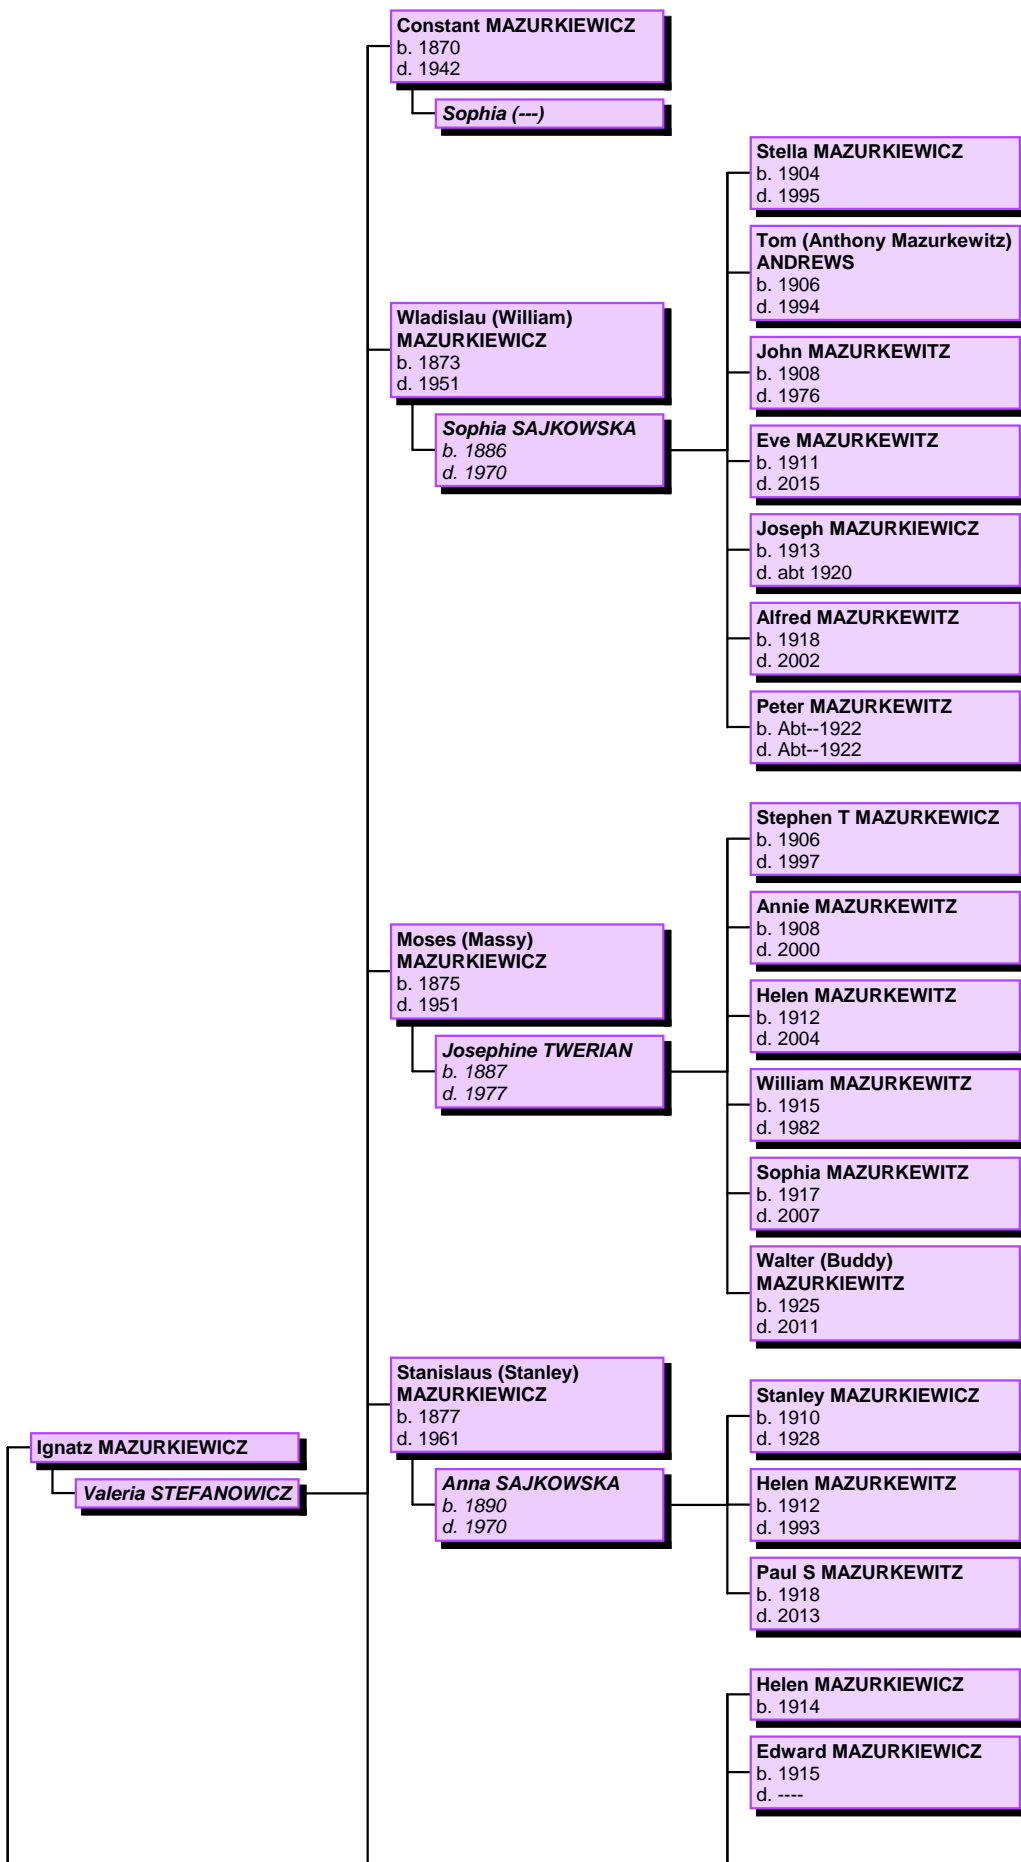 Constant MAZURKIEWICZ
b. 1870
d. 1942
Sophia (---)
Stella MAZURKIEWICZ
b. 1904
d. 1995
Tom (Anthony Mazurkewitz)
ANDREWS
b. 1906
d. 1994
Wladislau (William)
MAZURKIEWICZ
b. 1873
d. 1951
John MAZURKEWITZ
b. 1908
d. 1976
Sophia SAJKOWSKA
b. 1886
d. 1970
Eve MAZURKEWITZ
b. 1911
d. 2015
Joseph MAZURKIEWICZ
b. 1913
d. abt 1920
Alfred MAZURKEWITZ
b. 1918
d. 2002
Peter MAZURKEWITZ
b. Abt--1922
d. Abt--1922
Stephen T MAZURKEWICZ
b. 1906
d. 1997
Annie MAZURKEWITZ
b. 1908
d. 2000
Moses (Massy)
MAZURKIEWICZ
b. 1875
d. 1951
Helen MAZURKEWITZ
b. 1912
d. 2004
Josephine TWERIAN
b. 1887
d. 1977
William MAZURKEWITZ
b. 1915
d. 1982
Sophia MAZURKEWITZ
b. 1917
d. 2007
Walter (Buddy)
MAZURKIEWITZ
b. 1925
d. 2011
Stanislaus (Stanley)
MAZURKIEWICZ
b. 1877
d. 1961
Stanley MAZURKIEWICZ
b. 1910
d. 1928
Ignatz MAZURKIEWICZ
Valeria STEFANOWICZ
Anna SAJKOWSKA
b. 1890
d. 1970
Helen MAZURKEWITZ
b. 1912
d. 1993
Paul S MAZURKEWITZ
b. 1918
d. 2013
Helen MAZURKIEWICZ
b. 1914
Edward MAZURKIEWICZ
b. 1915
d. ----